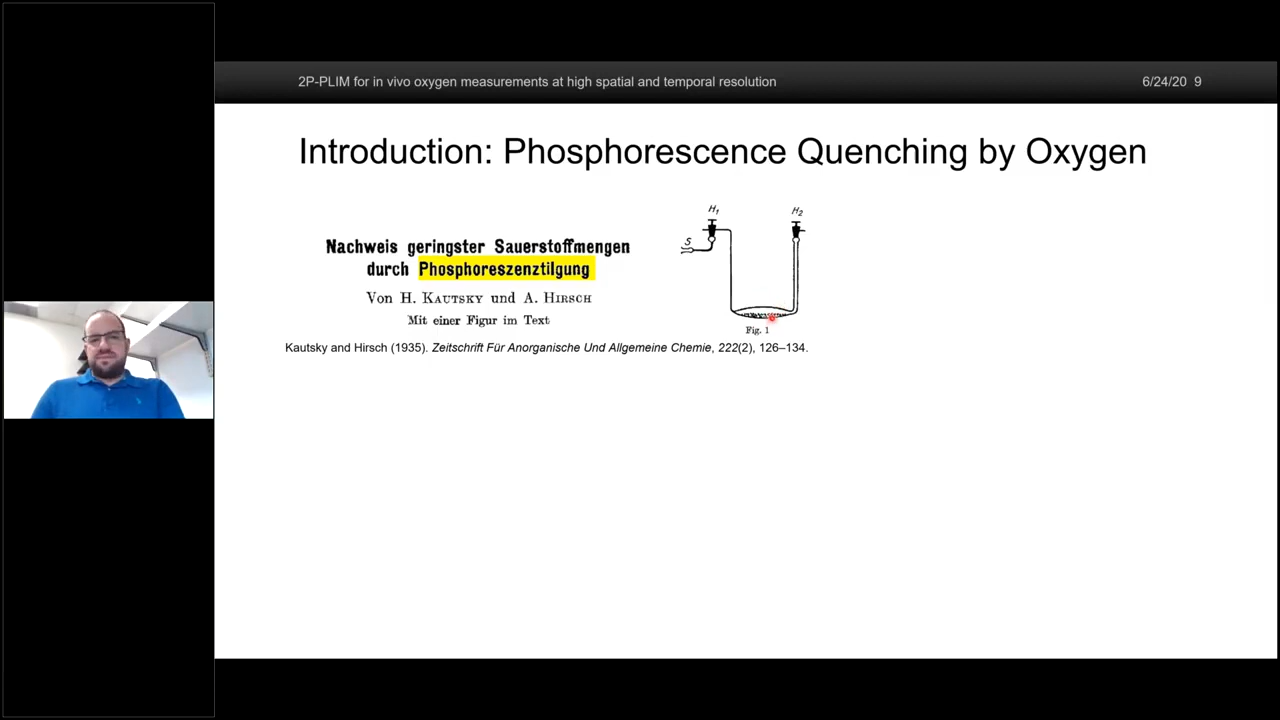 2P-PLIM for in vivo oxygen measurements at high spatial and temporal resolution
6/24/20 9
Introduction: Phosphorescence Quenching by Oxygen
Nachweis geringster Sauerstoffmengen
durch Phosphoreszenztilgung
Von H. KAUTSKY und A. HIRSCH
Mit einer Figur im Text
H₁
H₂
S
Fig. 1
Kautsky and Hirsch (1935). Zeitschrift Für Anorganische Und Allgemeine Chemie, 222(2), 126–134.